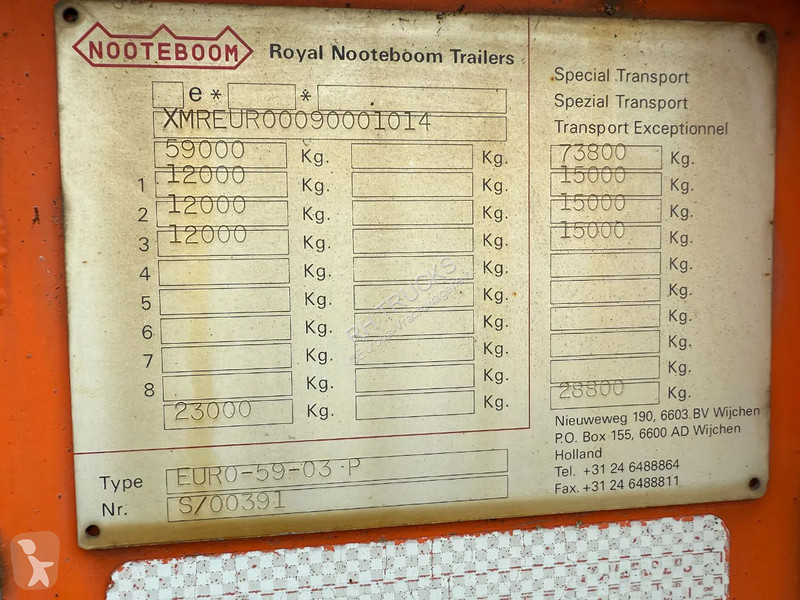 NOOTEBOOM Royal Nooteboom Trailers
e* *
XMREUR00090001014
59000 Kg. Kg.
1 12000 Kg. Kg.
2 12000 Kg. Kg.
3 12000 Kg. Kg.
4 Kg. Kg.
5 Kg. Kg.
6 Kg. Kg.
7 Kg. Kg.
8 Kg. Kg.
23000 Kg. Kg.
Type EURO-59-03 P
Nr. S/00391
Special Transport
Spezial Transport
Transport Exceptionnel
73800 Kg.
15000 Kg.
15000 Kg.
15000 Kg.
Kg.
Kg.
Kg.
Kg.
28800 Kg.
Nieuweweg 190, 6603 BV Wijchen
P.O. Box 155, 6600 AD Wijchen
Holland
Tel. +31 24 6488864
Fax. +31 24 6488811
TRUCKS